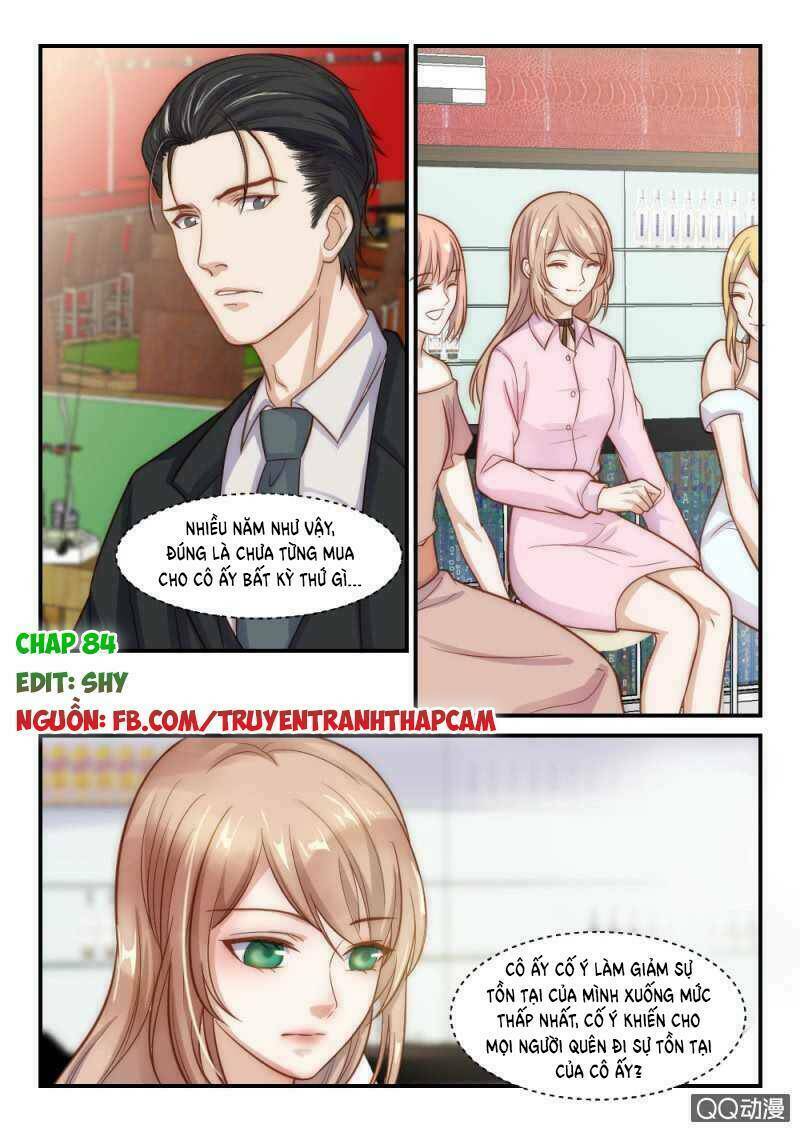 NHIỀU NĂM NHƯ VẬY,
ĐÚNG LÀ CHƯA TỪNG MUA
CHO CÔ ẤY BẤT KỲ THỨ GÌ...
CHAP 84
EDIT: SHY
NGUỒN: FB.COM/TRUYENTRANHTHAPCAM
CÔ ẤY CỐ Ý LÀM GIẢM SỰ
TỒN TẠI CỦA MÌNH XUỐNG MỨC
THẤP NHẤT, CỐ Ý KHIẾN CHO
MỌI NGƯỜI QUÊN ĐI SỰ TỒN TẠI
CỦA CÔ ẤY?
QQ动漫